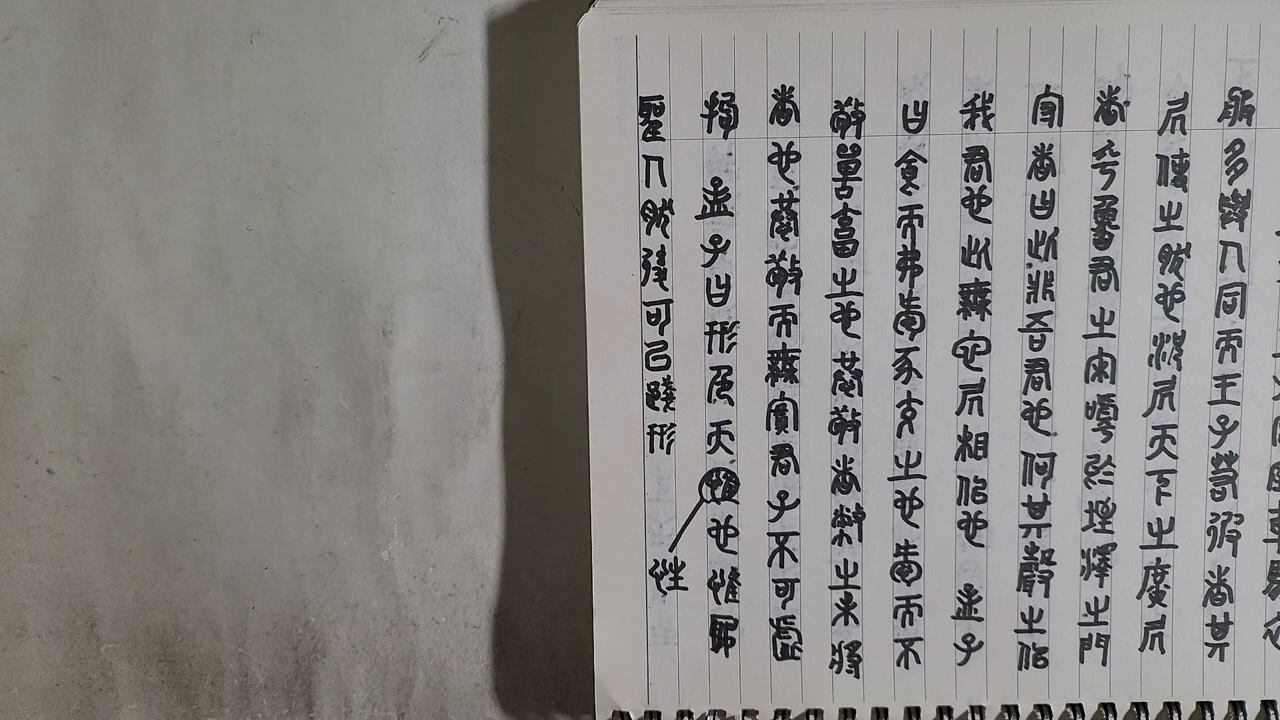 服多與人同而王子若彼者其
居使之然也況居天下之廣居
者乎魯君之宋嘑於垤澤之門
守者曰此非吾君也何其聲之似
我君也此無它居相似也 孟子
曰食而弗愛豕交之也愛而不
敬獸畜之也恭敬者幣之未將
者也恭敬而無實君子不可虛
拘 孟子曰形色天也惟
性
聖人然後可以踐形